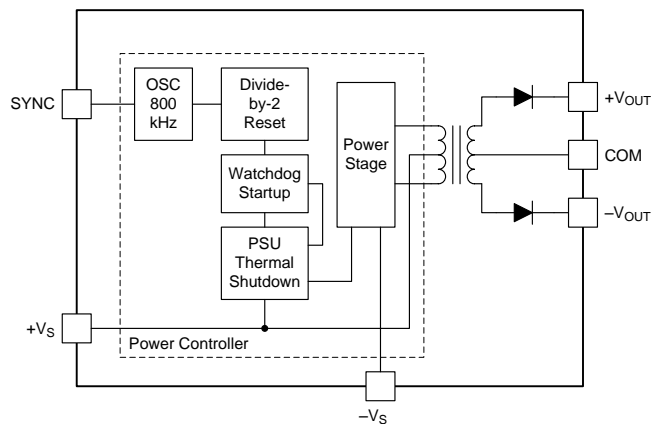 SYNC
OSC
800
kHz
Divide-
by-2
Reset
Watchdog
Startup
PSU
Thermal
Shutdown
Power
Stage
+VOUT
COM
–VOUT
+VS
Power Controller
–VS